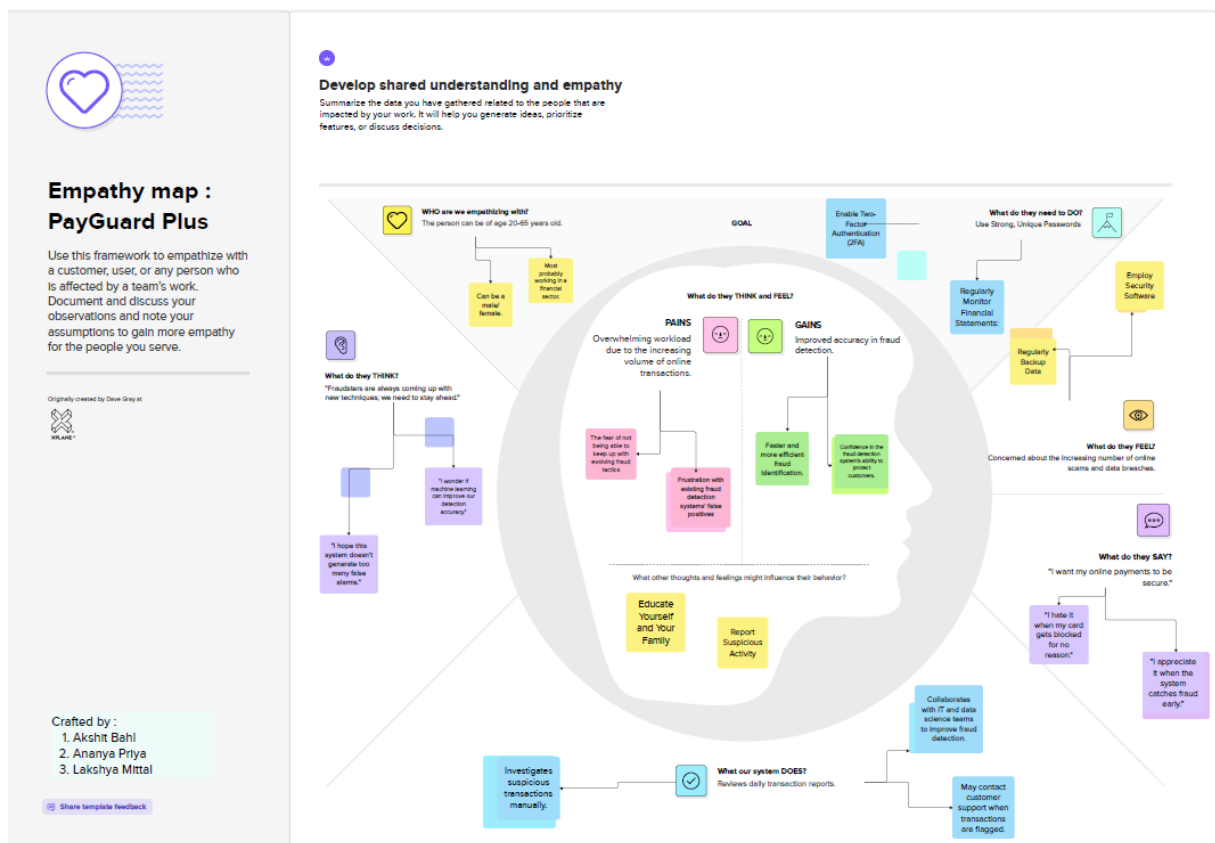 Empathy map :
PayGuard Plus
Use this framework to empathize with
a customer, user, or any person who
is affected by a team's work.
Document and discuss your
observations and note your
assumptions to gain more empathy
for the people you serve.
Originally created by Dave Gray at
XPLANE
Crafted by :
1. Akshit Bahl
2. Ananya Priya
3. Lakshya Mittal
Share template feedback
Develop shared understanding and empathy
Summarize the data you have gathered related to the people that are
impacted by your work. It will help you generate ideas, prioritize
features, or discuss decisions.
WHO are we empathizing with?
The person can be of age 20-65 years old.
Can be a
male/
female.
Most
probably
working in a
financial
sector.
GOAL
Enable Two-
Factor
Authentication
(2FA)
What do they need to DO?
Use Strong, Unique Passwords
Regularly
Monitor
Financial
Statements:
Employ
Security
Software
Regularly
Backup
Data
What do they THINK?
"Fraudsters are always coming up with
new techniques; we need to stay ahead."
"I wonder if
machine learning
can improve our
detection
accuracy."
"I hope this
system doesn't
generate too
many false
alarms."
What do they THINK and FEEL?
PAINS
Overwhelming workload
due to the increasing
volume of online
transactions.
The fear of not
being able to
keep up with
evolving fraud
tactics
Frustration with
existing fraud
detection
systems' false
positives
GAINS
Improved accuracy in fraud
detection.
Faster and
more efficient
fraud
identification.
Confidence in the
fraud detection
system's ability to
protect
customers.
What other thoughts and feelings might influence their behavior?
Educate
Yourself
and Your
Family
Report
Suspicious
Activity
What do they FEEL?
Concerned about the increasing number of online
scams and data breaches.
What do they SAY?
"I want my online payments to be
secure."
"I hate it
when my card
gets blocked
for no
reason."
"I appreciate
it when the
system
catches fraud
early."
What our system DOES?
Reviews daily transaction reports.
Investigates
suspicious
transactions
manually.
Collaborates
with IT and data
science teams
to improve fraud
detection.
May contact
customer
support when
transactions
are flagged.